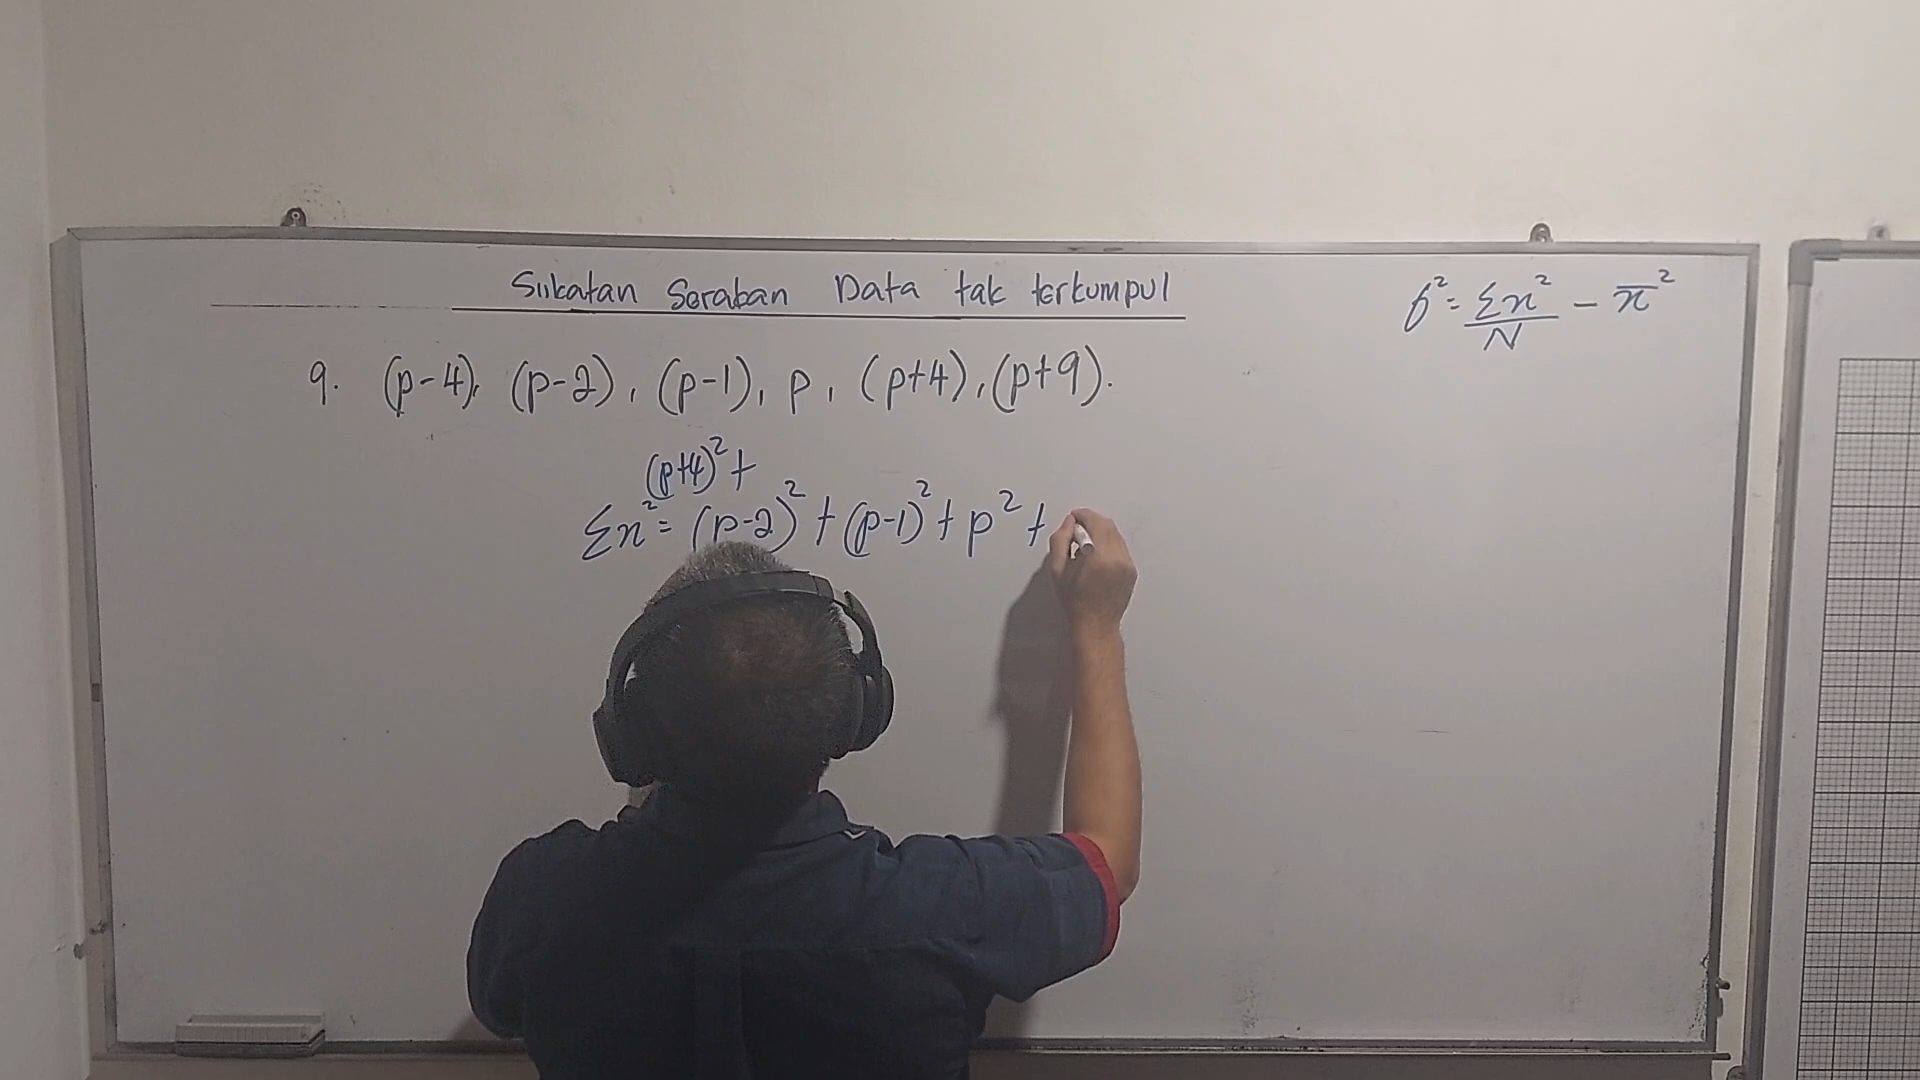 Sukatan Serakan Data tak terkumpul
σ² = Σx²/N − x̄²
9. (p-4), (p-2), (p-1), p, (p+4), (p+9).
(p+4)² +
Σx² = (p-2)² + (p-1)² + p² +